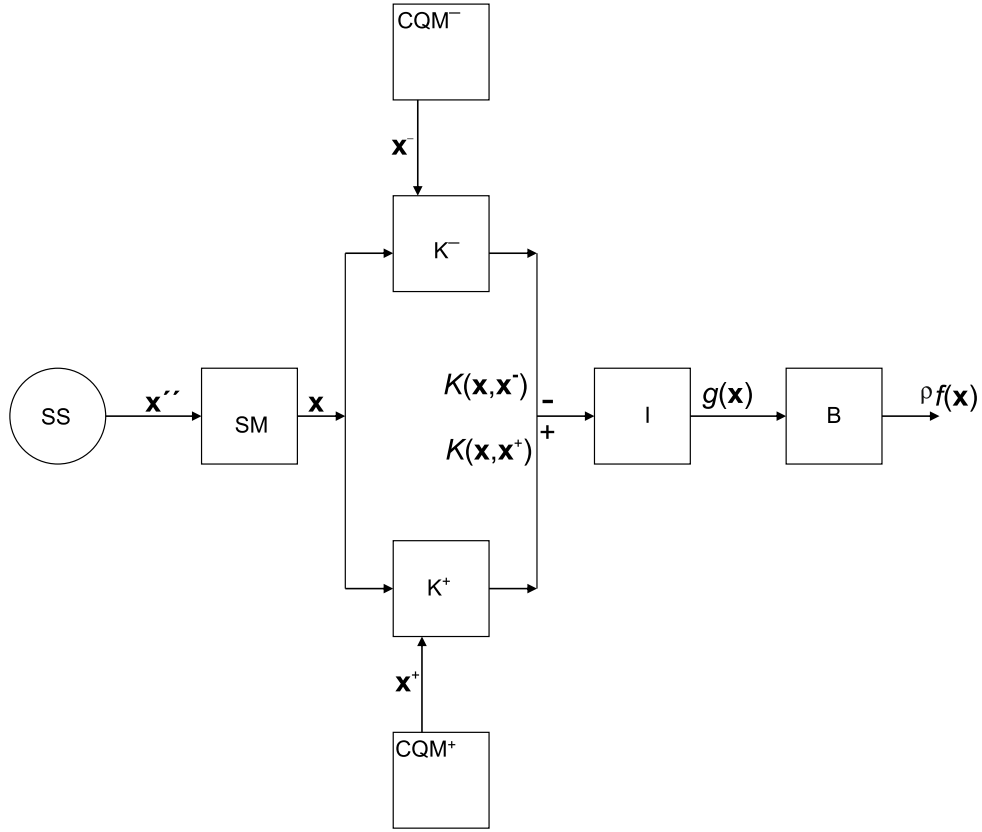 CQM⁻
x⁻
K⁻
K(x,x⁻)
-
SS
x´´
SM
x
I
g(x)
B
ρf(x)
+
K(x,x⁺)
K⁺
x⁺
CQM⁺